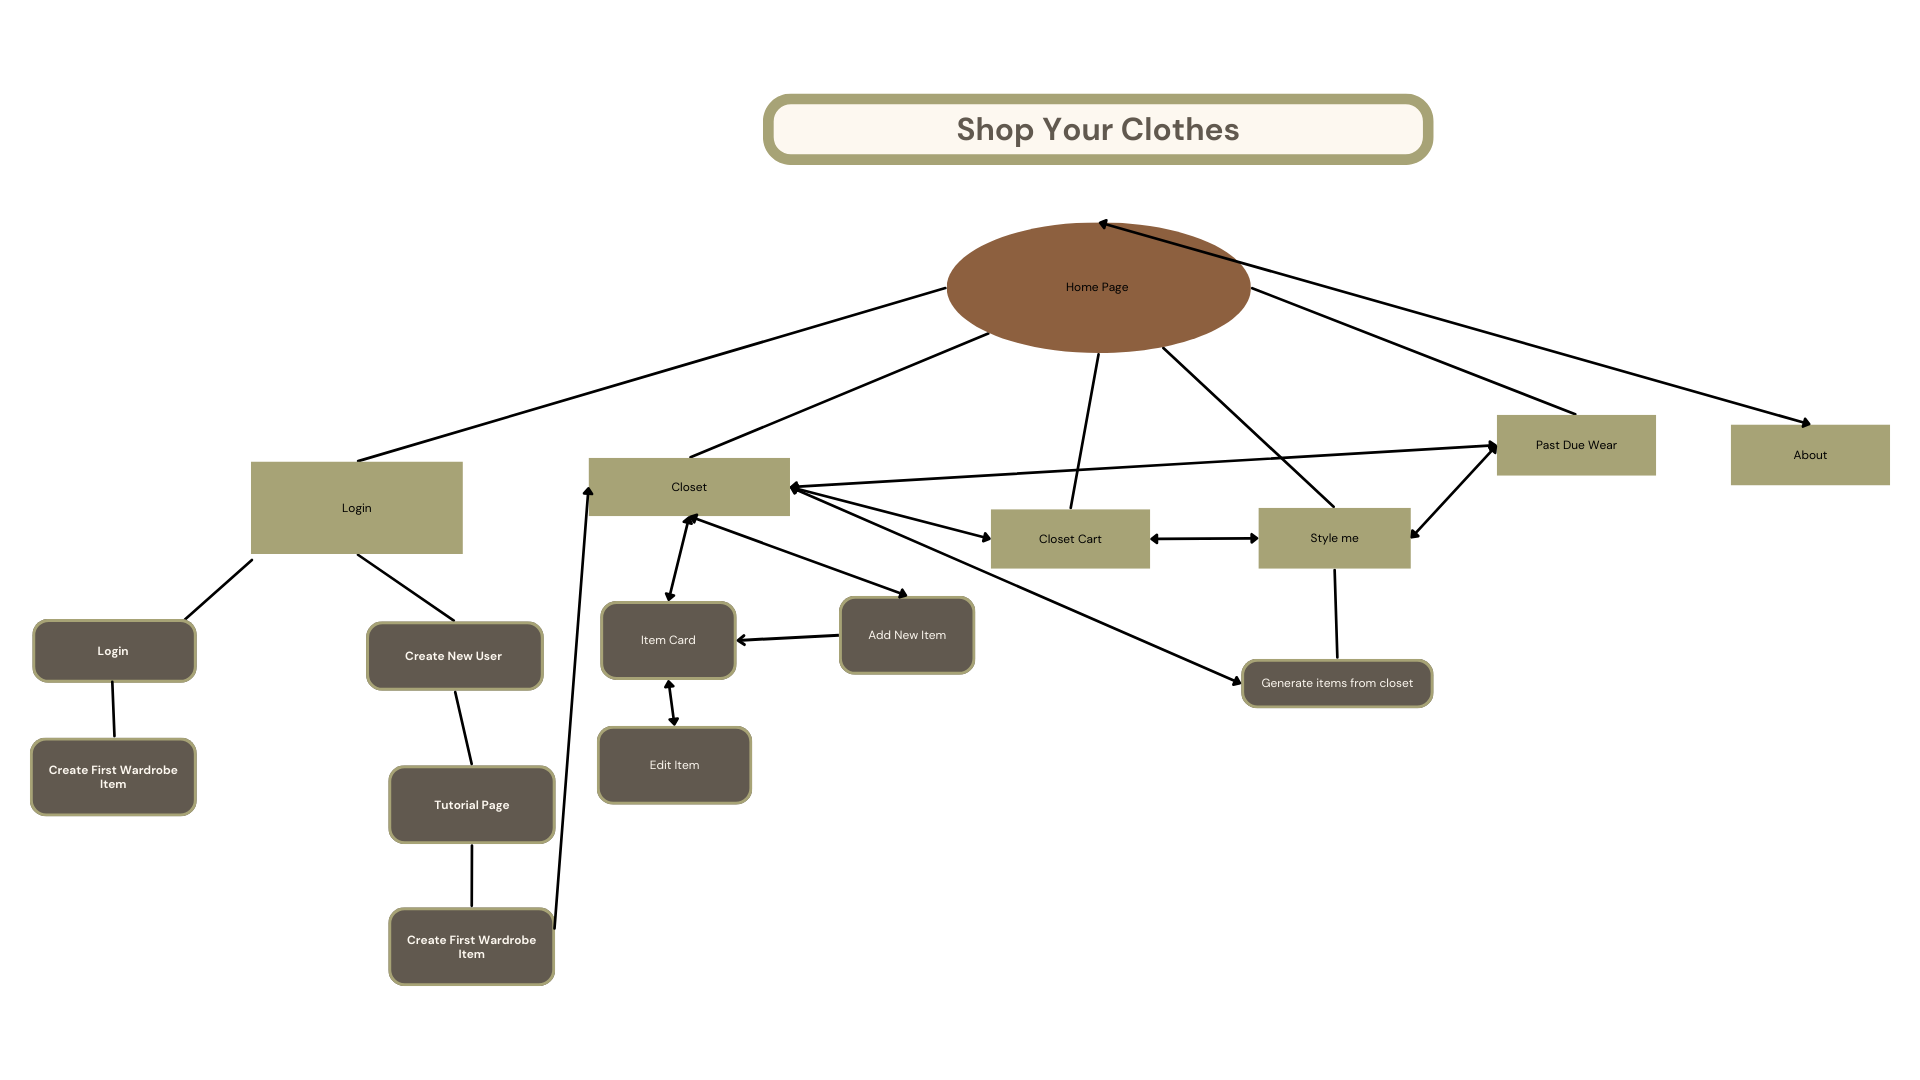 Shop Your Clothes
Home Page
Past Due Wear
About
Login
Closet
Closet Cart
Style me
Login
Create New User
Item Card
Add New Item
Generate items from closet
Create First Wardrobe
Item
Tutorial Page
Edit Item
Create First Wardrobe
Item